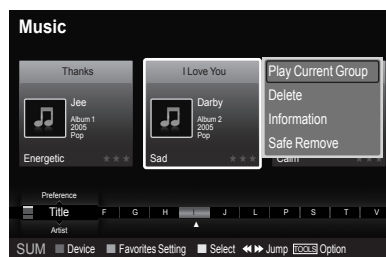 Music
Thanks
Jee
Album 1
2005
Pop
Energetic
I Love You
Darby
Album 2
2005
Pop
Sad
Calm
Play Current Group
Delete
Information
Safe Remove
Preference
Title F G H I J L P S T V
Artist
SUM Device Favorites Setting Select Jump TOOLS Option